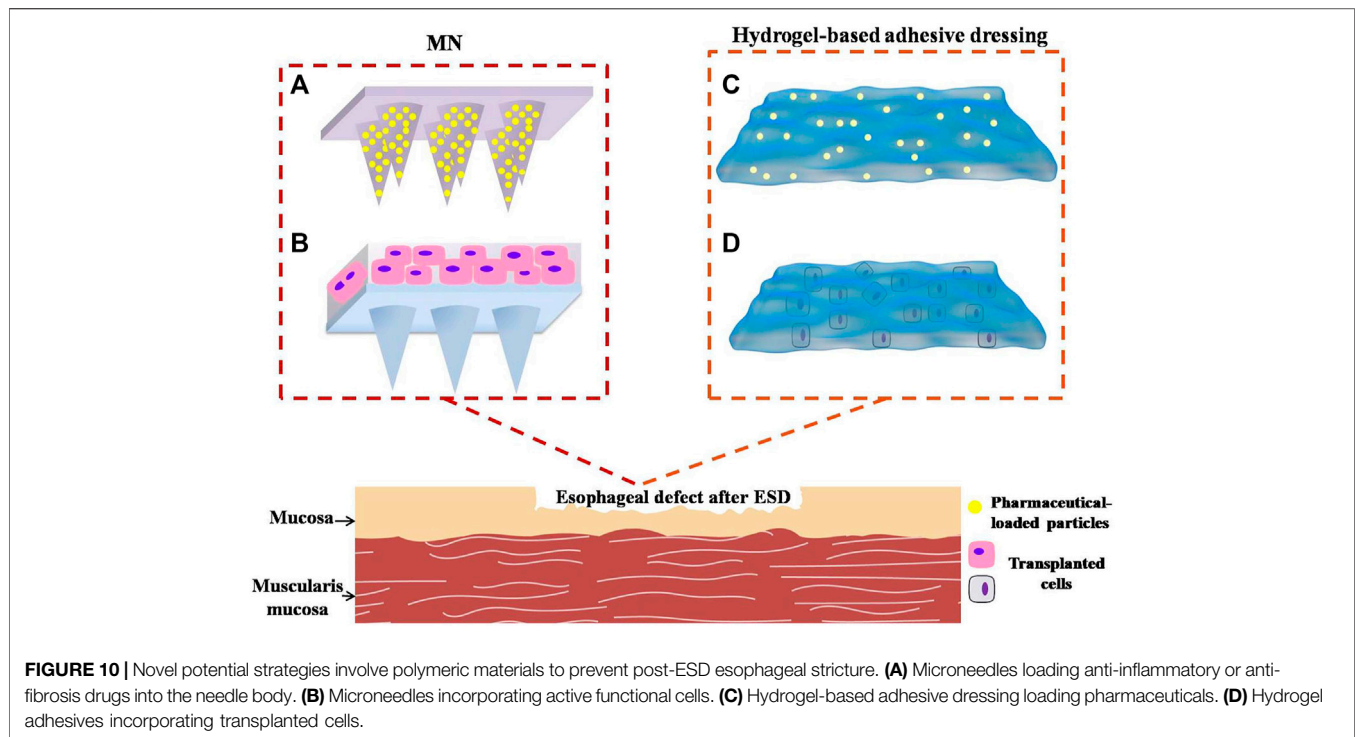 MN
Hydrogel-based adhesive dressing
A
C
B
D
Esophageal defect after ESD
Mucosa
Muscularis
mucosa
Pharmaceutical-
loaded particles
Transplanted
cells
FIGURE 10 | Novel potential strategies involve polymeric materials to prevent post-ESD esophageal stricture. (A) Microneedles loading anti-inflammatory or anti-
fibrosis drugs into the needle body. (B) Microneedles incorporating active functional cells. (C) Hydrogel-based adhesive dressing loading pharmaceuticals. (D) Hydrogel
adhesives incorporating transplanted cells.